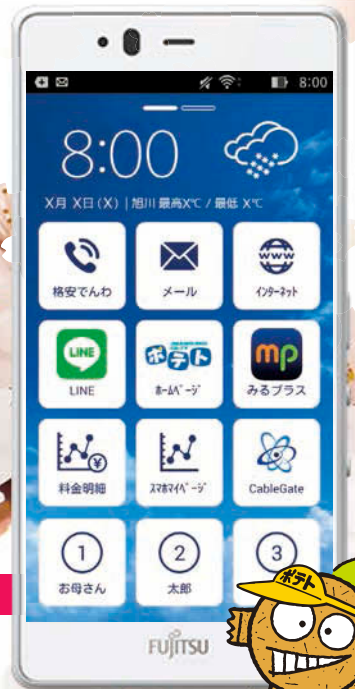 8:00
8:00
X月 X日(X) | 旭川 最高X℃ / 最低 X℃
格安でんわ
メール
www
インターネット
LINE
LINE
ポテト
ホームページ
mp
みるプラス
料金明細
スマホマイページ
CableGate
1
お母さん
2
太郎
3
ポテト
FUJITSU